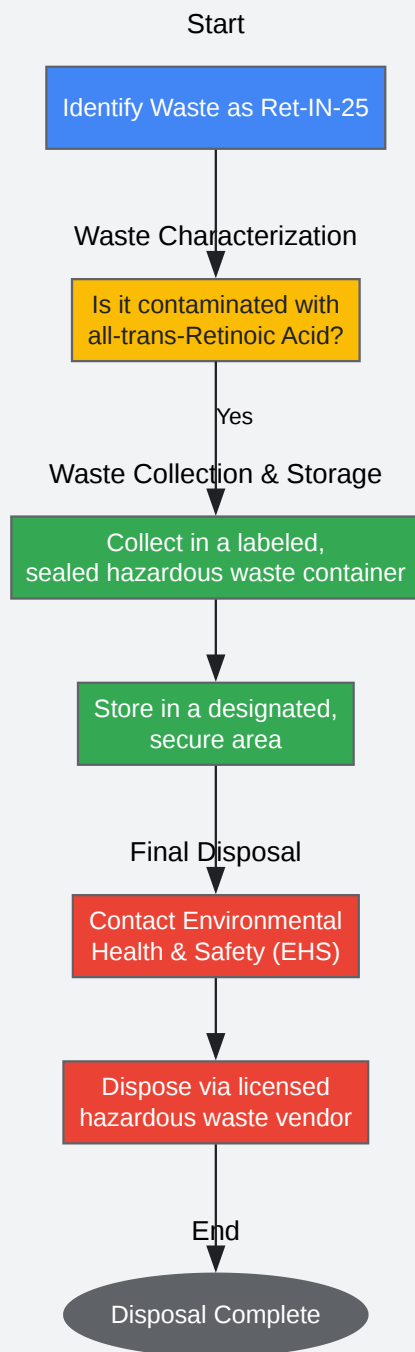 Start
Identify Waste as Ret-IN-25
Waste Characterization
Is it contaminated with
all-trans-Retinoic Acid?
Yes
Waste Collection & Storage
Collect in a labeled,
sealed hazardous waste container
Store in a designated,
secure area
Final Disposal
Contact Environmental
Health & Safety (EHS)
Dispose via licensed
hazardous waste vendor
End
Disposal Complete